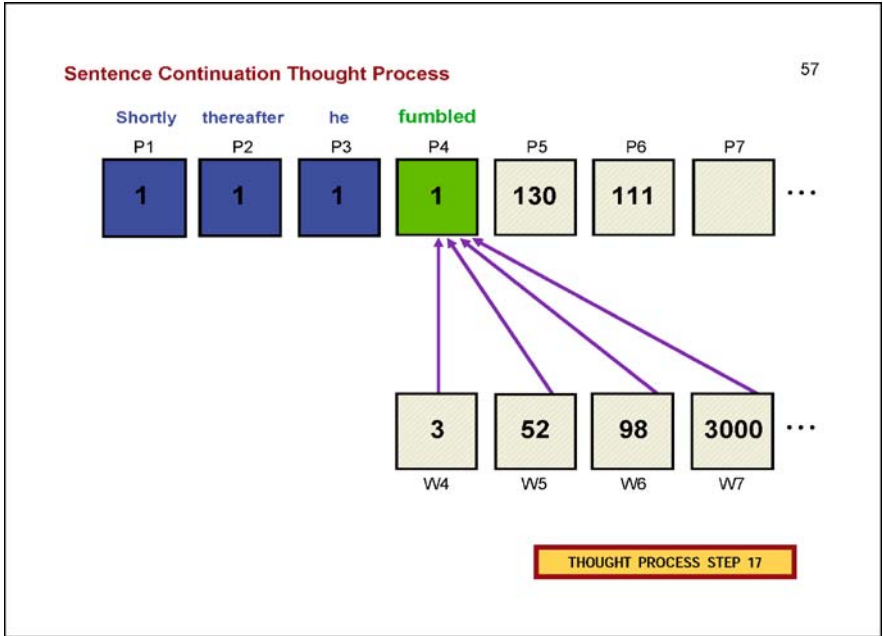 57
Sentence Continuation Thought Process
Shortly thereafter he fumbled
P1 P2 P3 P4 P5 P6 P7
1 1 1 1 130 111 ...
3 52 98 3000 ...
W4 W5 W6 W7
THOUGHT PROCESS STEP 17